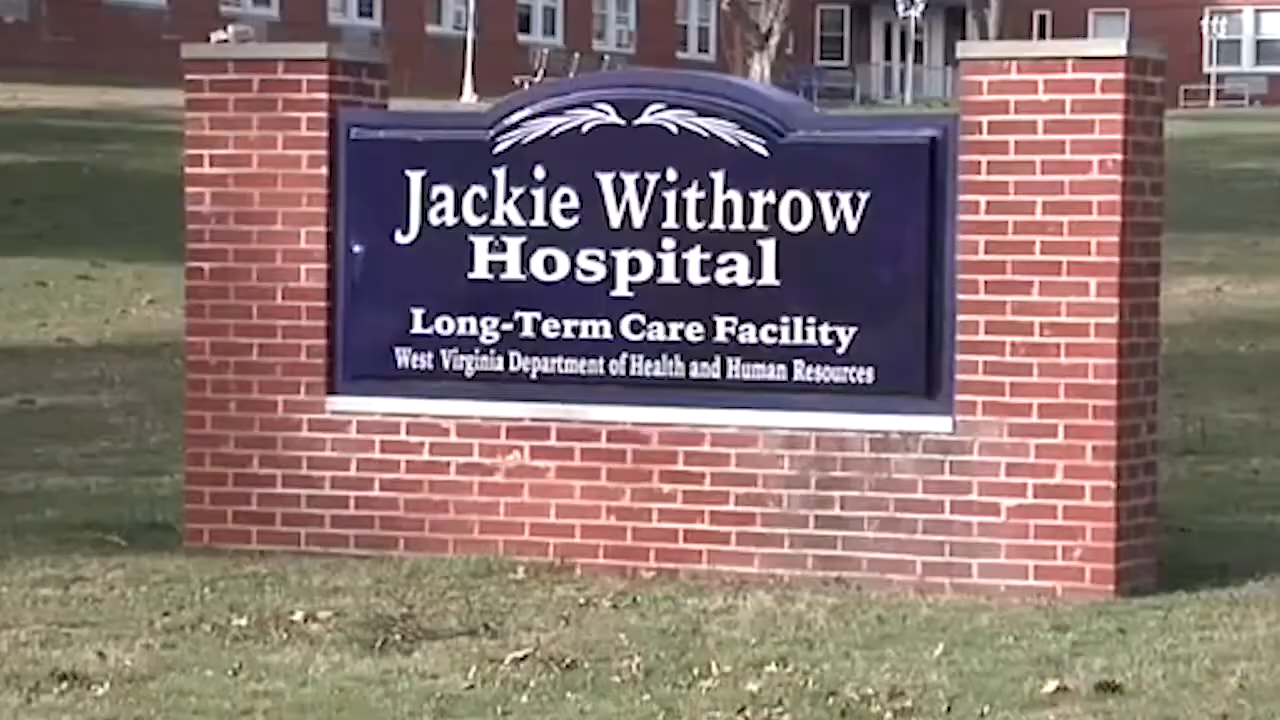 Jackie Withrow
Hospital
Long-Term Care Facility
West Virginia Department of Health and Human Resources